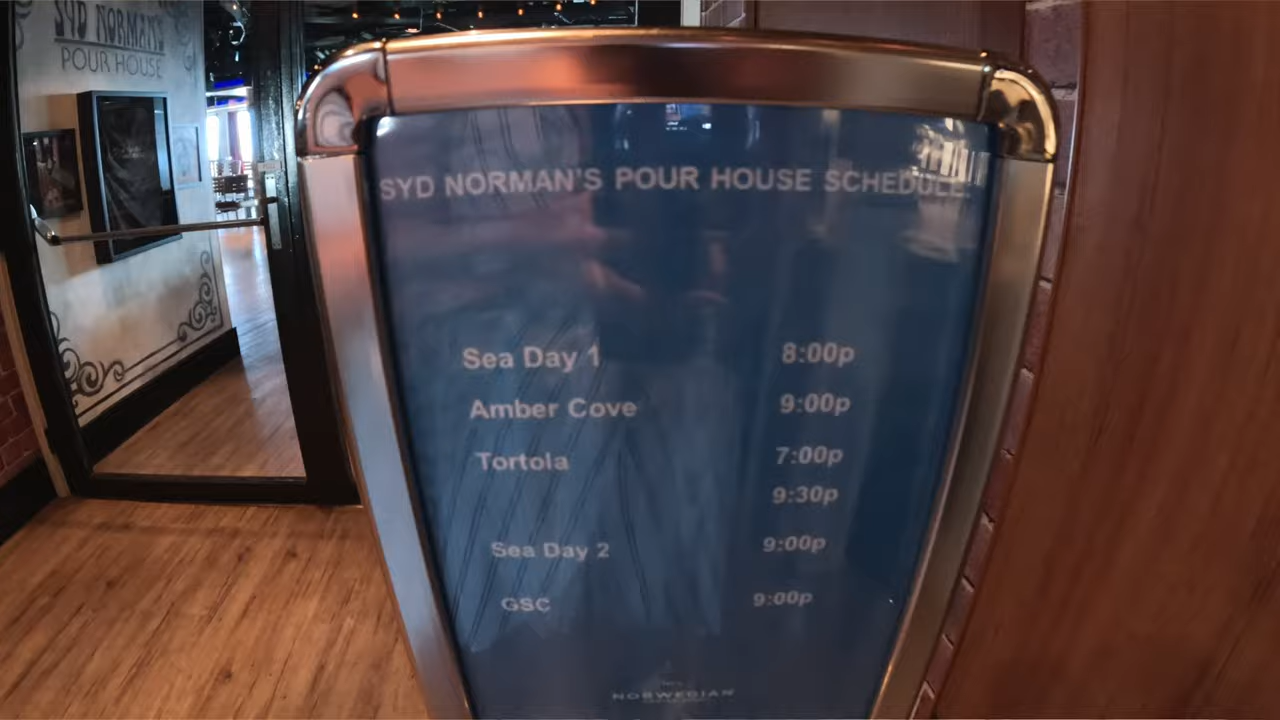 SYD NORMAN'S
POUR HOUSE
SYD NORMAN'S POUR HOUSE SCHEDULE
Sea Day 1 8:00p
Amber Cove 9:00p
Tortola 7:00p
9:30p
Sea Day 2 9:00p
GSC 9:00p
NORWEGIAN